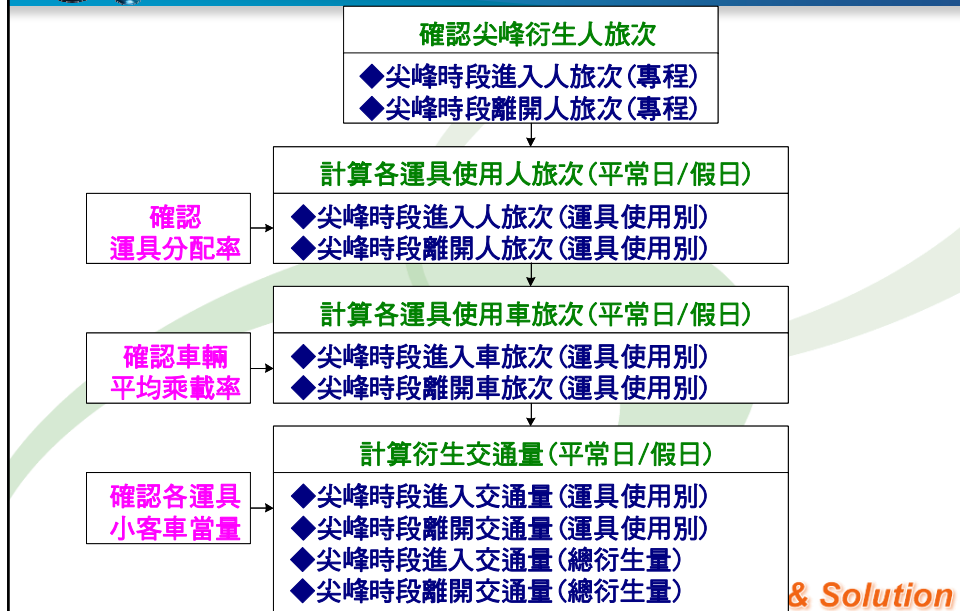 確認尖峰衍生人旅次
◆尖峰時段進入人旅次(專程)
◆尖峰時段離開人旅次(專程)
計算各運具使用人旅次(平常日/假日)
確認
運具分配率
◆尖峰時段進入人旅次(運具使用別)
◆尖峰時段離開人旅次(運具使用別)
計算各運具使用車旅次(平常日/假日)
確認車輛
平均乘載率
◆尖峰時段進入車旅次(運具使用別)
◆尖峰時段離開車旅次(運具使用別)
計算衍生交通量(平常日/假日)
確認各運具
小客車當量
◆尖峰時段進入交通量(運具使用別)
◆尖峰時段離開交通量(運具使用別)
◆尖峰時段進入交通量(總衍生量)
◆尖峰時段離開交通量(總衍生量)
& Solution